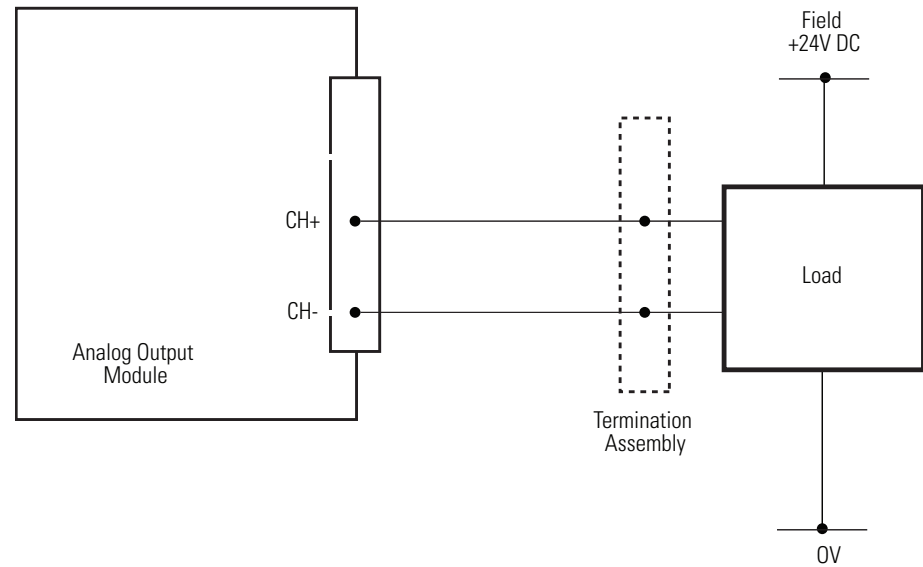 Field
+24V DC
CH+
Load
CH-
Analog Output
Module
Termination
Assembly
0V